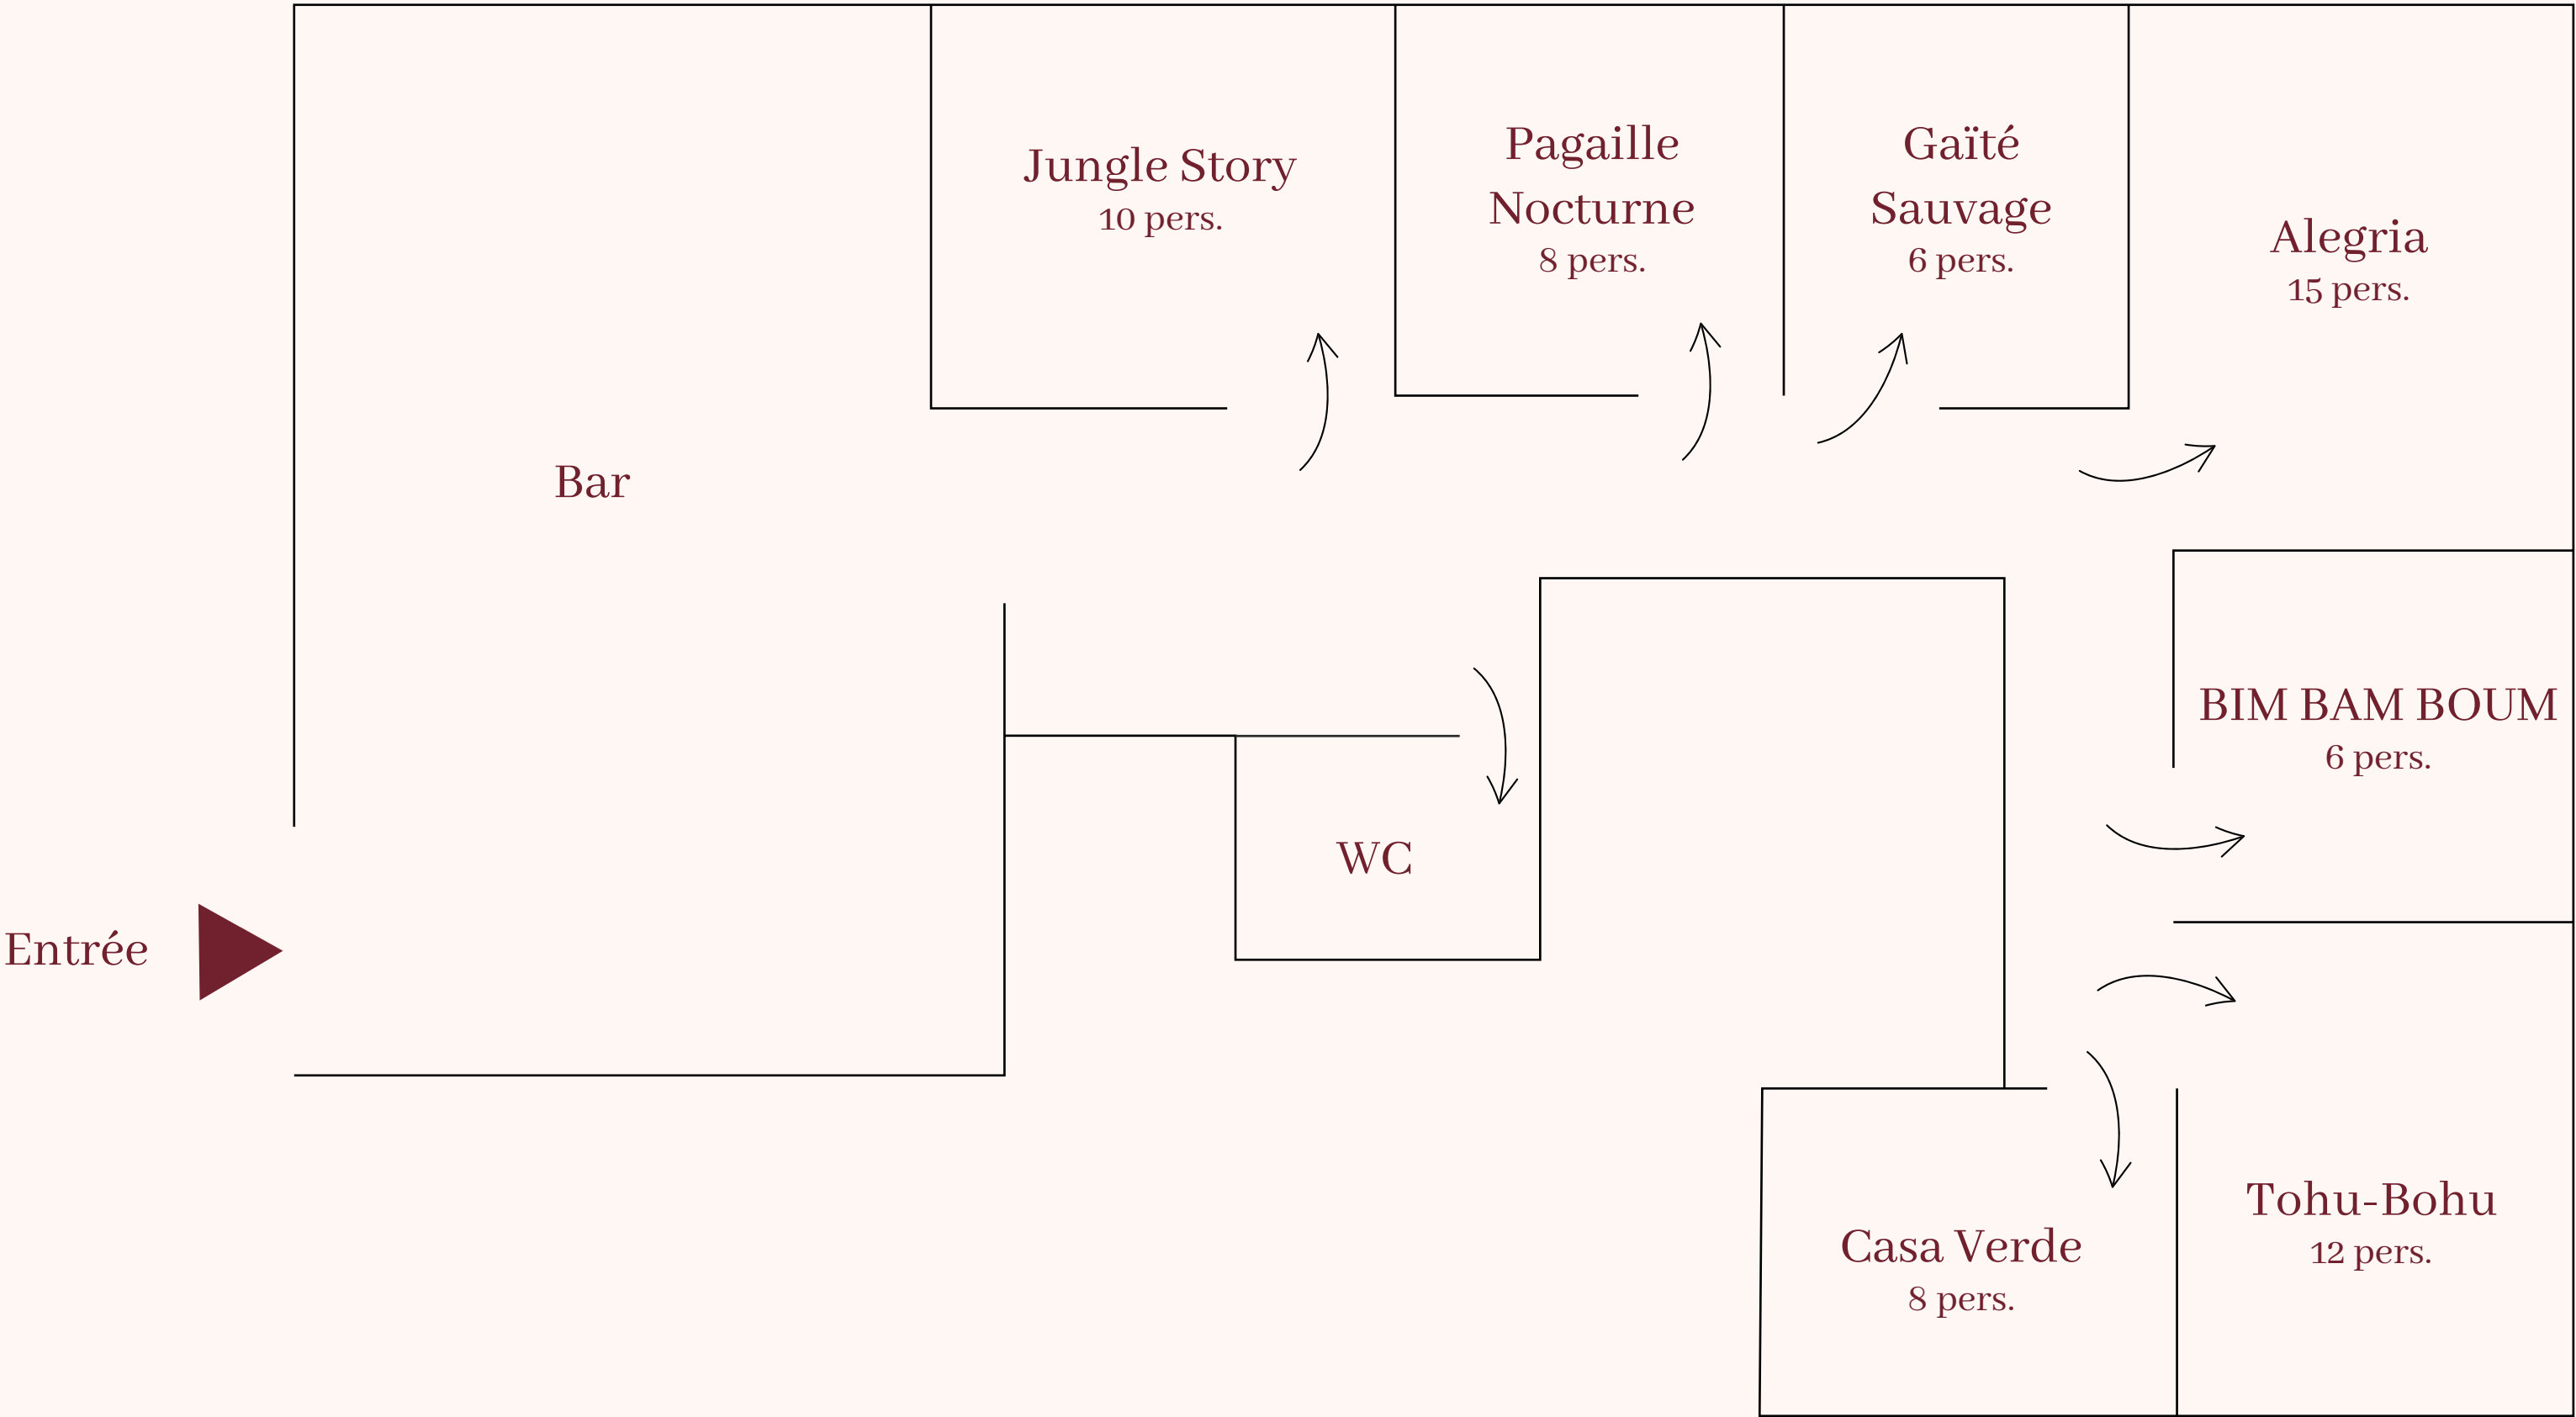 Jungle Story
10 pers.
Pagaille
Nocturne
8 pers.
Gaïté
Sauvage
6 pers.
Alegria
15 pers.
Bar
BIM BAM BOUM
6 pers.
WC
Entrée
Casa Verde
8 pers.
Tohu-Bohu
12 pers.